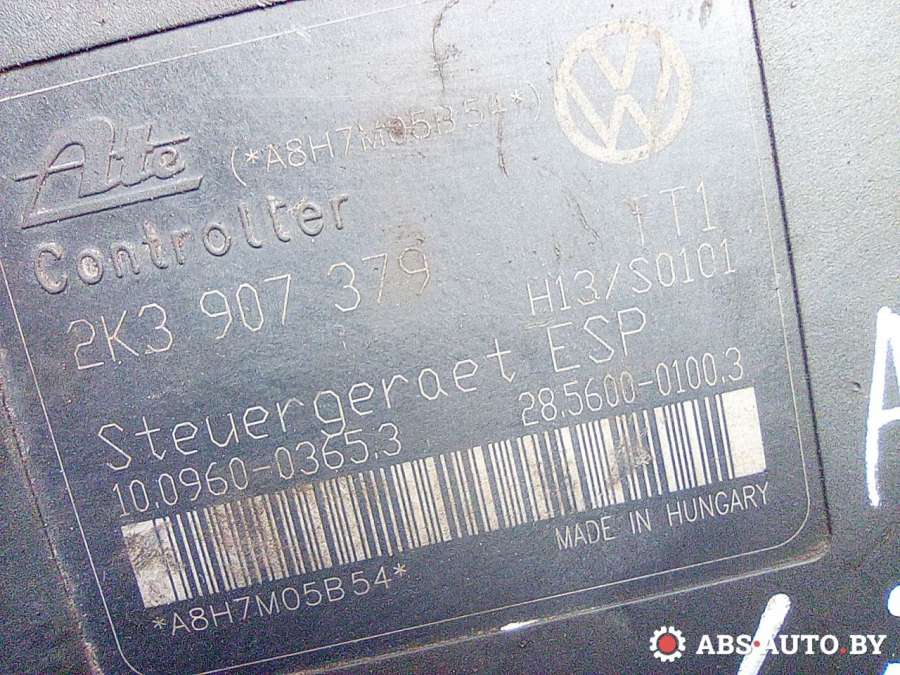 Ate (*A8H7M05B54*)
Controller TT1
2K3 907 379 H13/S0101
Steuergeraet ESP
10.0960-0365.3 28.5600-0100.3
MADE IN HUNGARY
*A8H7M05B54*
A
ABS-AUTO.BY